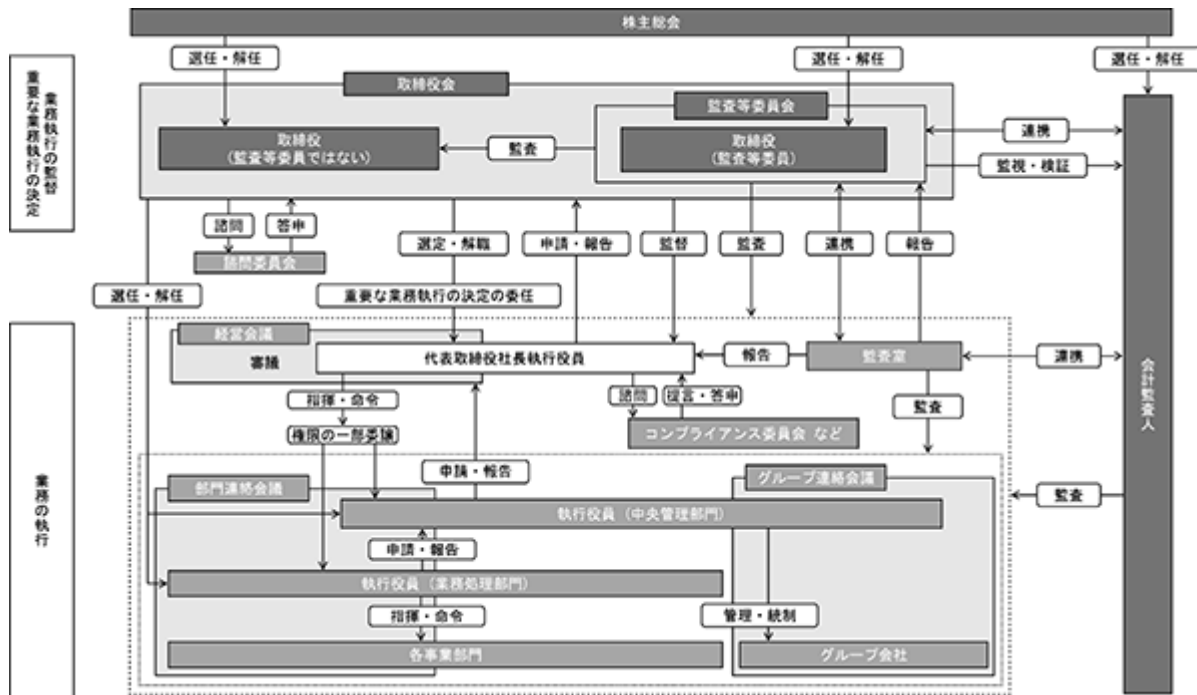 株主総会
選任・解任
選任・解任
選任・解任
業務執行の監督
重要な業務執行の決定
取締役会
監査等委員会
取締役
（監査等委員ではない）
監査
取締役
（監査等委員）
連携
監視・検証
諮問
答申
選定・解職
申請・報告
監督
監査
連携
報告
諮問委員会
選任・解任
重要な業務執行の決定の委任
業務の執行
経営会議
審議
代表取締役社長執行役員
報告
監査室
連携
会計監査人
指揮・命令
諮問
提言・答申
監査
権限の一部委譲
コンプライアンス委員会 など
申請・報告
部門連絡会議
グループ連絡会議
監査
執行役員（中央管理部門）
申請・報告
執行役員（業務処理部門）
指揮・命令
管理・統制
各事業部門
グループ会社